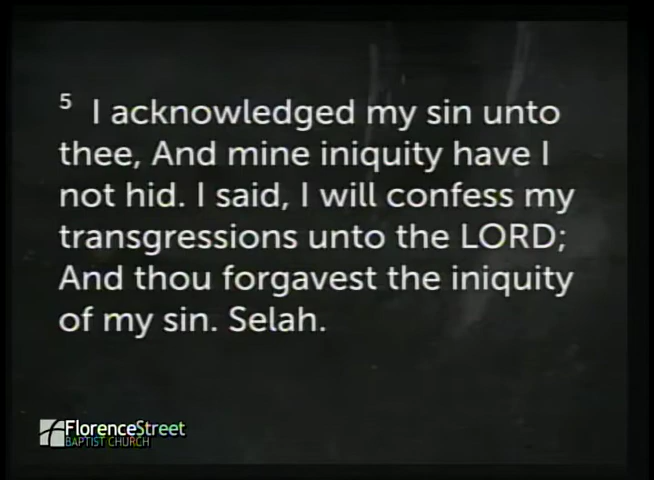 5 I acknowledged my sin unto
thee, And mine iniquity have I
not hid. I said, I will confess my
transgressions unto the LORD;
And thou forgavest the iniquity
of my sin. Selah.
FlorenceStreet
BAPTIST CHURCH